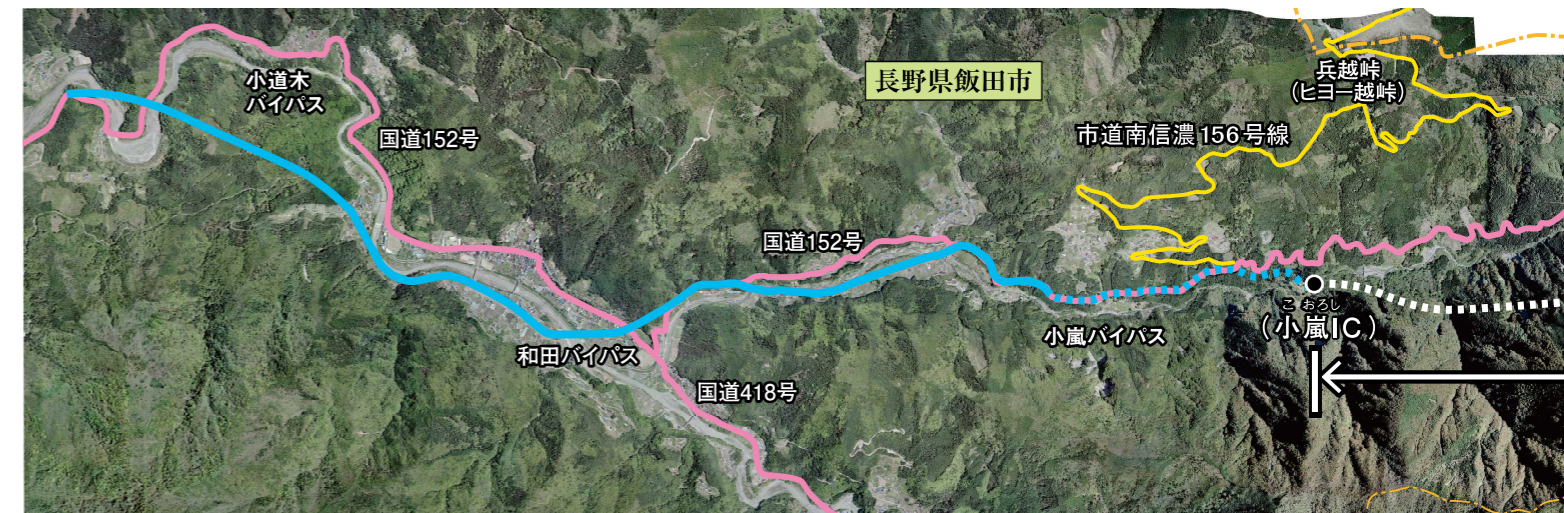 小道木
バイパス
国道152号
長野県飯田市
兵越峠
(ヒヨー越峠)
市道南信濃156号線
国道152号
和田バイパス
国道418号
小嵐バイパス
こ おろし
(小嵐IC)